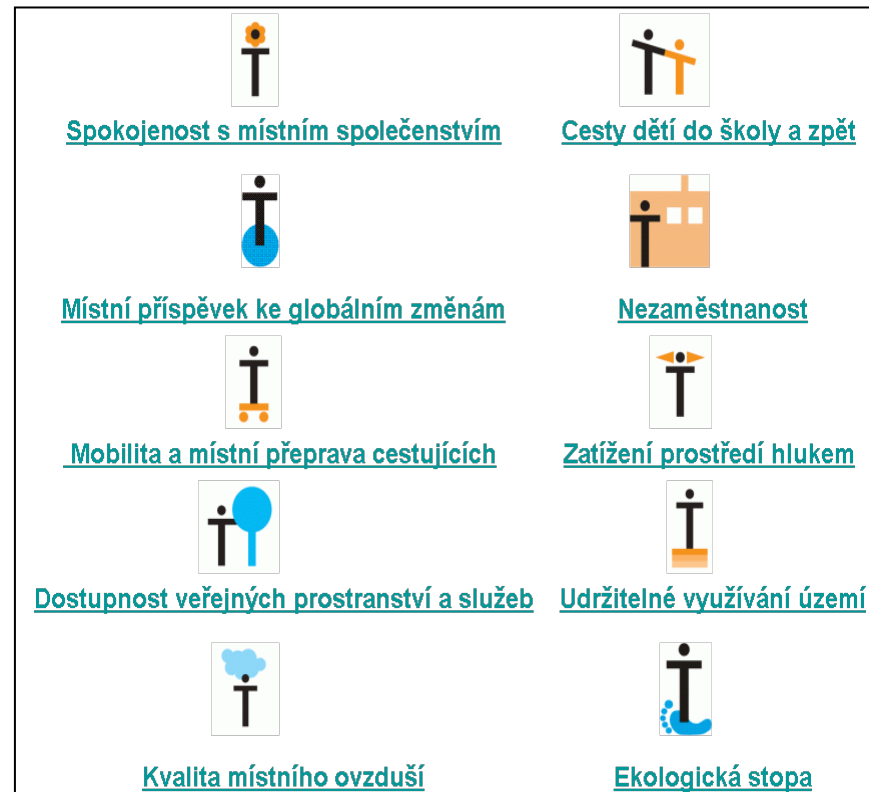 Spokojenost s místním společenstvím
Cesty dětí do školy a zpět
Místní příspěvek ke globálním změnám
Nezaměstnanost
Mobilita a místní přeprava cestujících
Zatížení prostředí hlukem
Dostupnost veřejných prostranství a služeb
Udržitelné využívání území
Kvalita místního ovzduší
Ekologická stopa